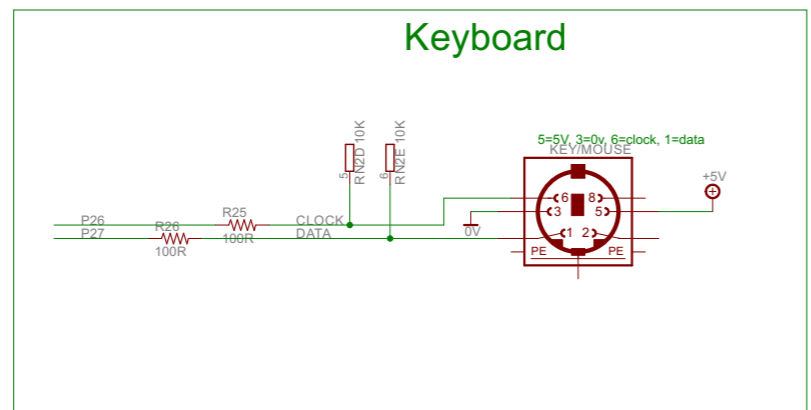 Keyboard
5=5V, 3=0v, 6=clock, 1=data
KEY/MOUSE
+5V
RN2D 10K
5
RN2E 10K
6
6 8
3 5
1 2
PE PE
P26
R25
100R
CLOCK
0V
P27
R26
100R
DATA